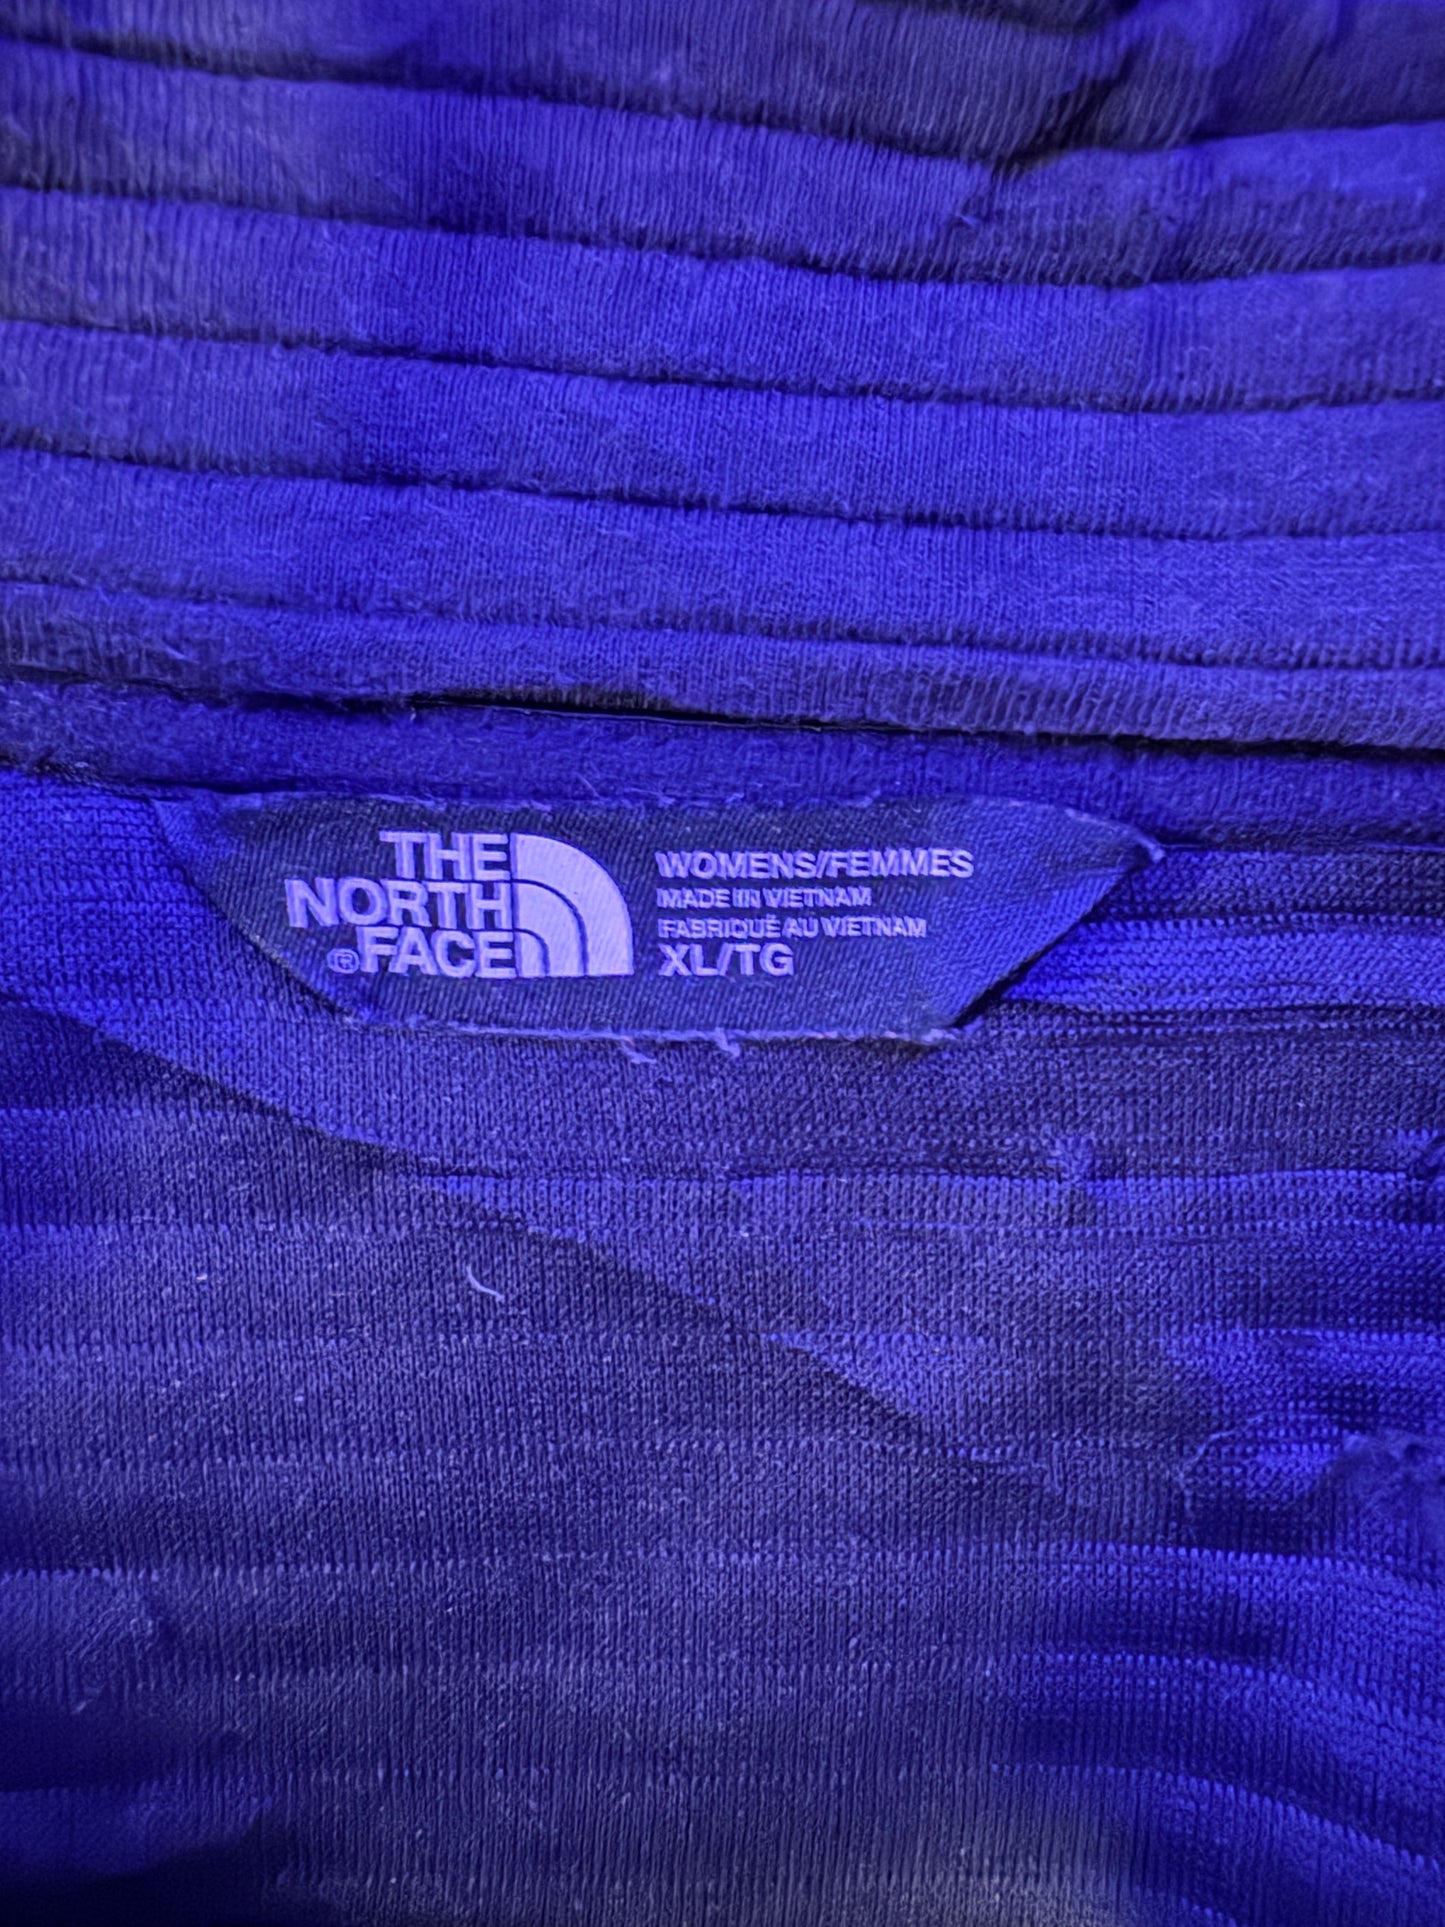 THE
NORTH
®FACE
WOMENS/FEMMES
MADE IN VIETNAM
FABRIQUÉ AU VIETNAM
XL/TG